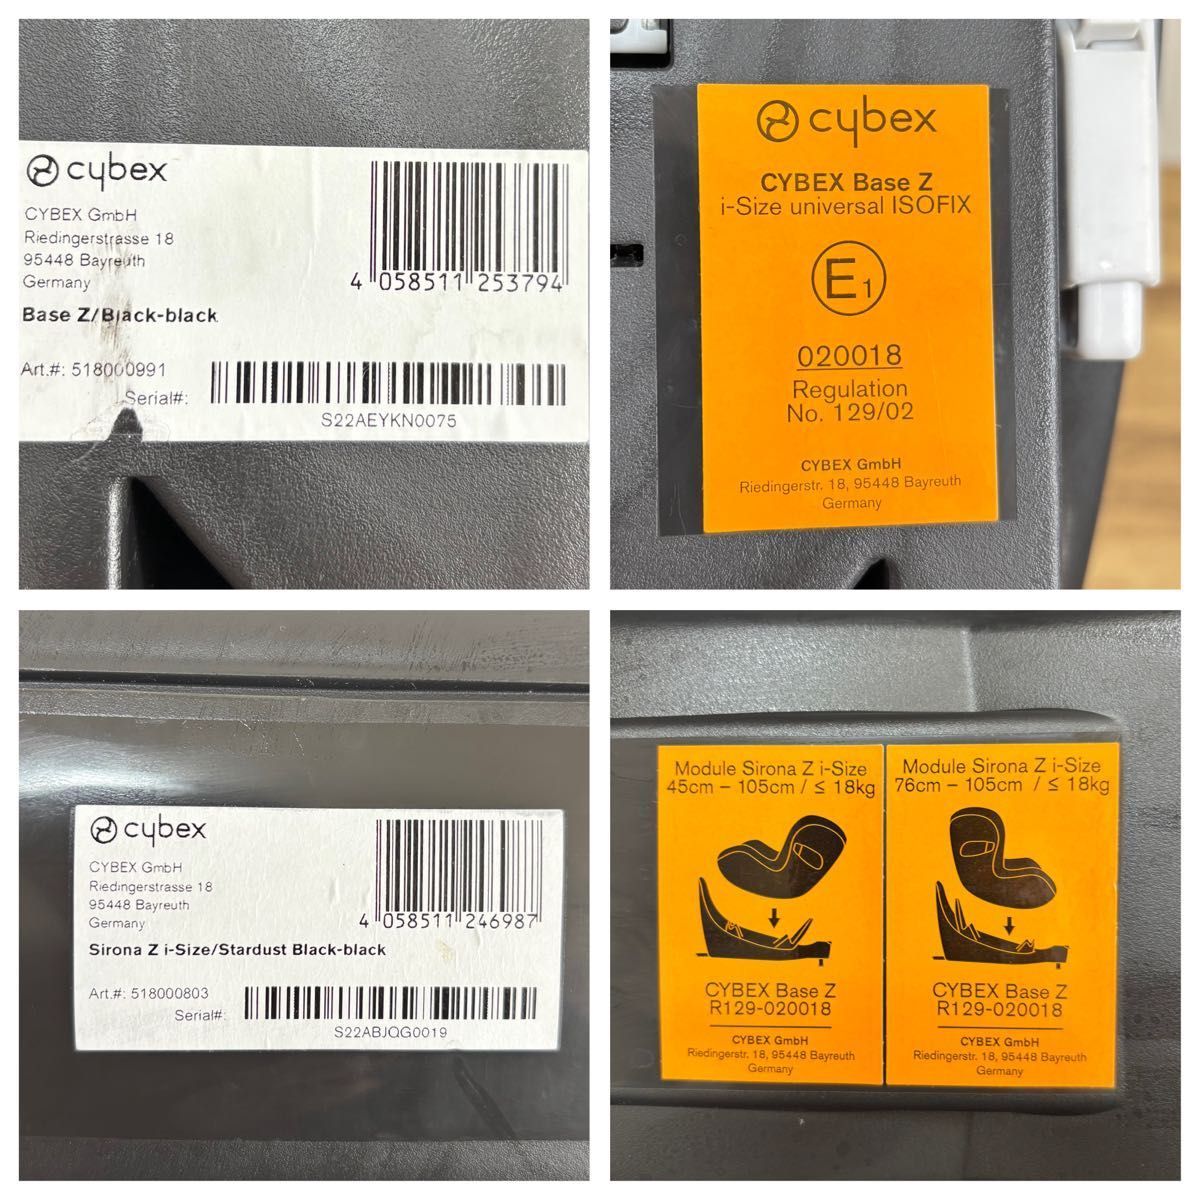 cybex
CYBEX GmbH
Riedingerstrasse 18
95448 Bayreuth
Germany
4 058511 253794
Base Z/Black-black
Art.#: 518000991
Serial#:
S22AEYKN0075
cybex
CYBEX Base Z
i-Size universal ISOFIX
E1
020018
Regulation
No. 129/02
CYBEX GmbH
Riedingerstr. 18, 95448 Bayreuth
Germany
cybex
CYBEX GmbH
Riedingerstrasse 18
95448 Bayreuth
Germany
4 058511 246987
Sirona Z i-Size/Stardust Black-black
Art.#: 518000803
Serial#:
S22ABJQG0019
Module Sirona Z i-Size
45cm – 105cm / ≤ 18kg
CYBEX Base Z
R129-020018
CYBEX GmbH
Riedingerstr. 18, 95448 Bayreuth
Germany
Module Sirona Z i-Size
76cm – 105cm / ≤ 18kg
CYBEX Base Z
R129-020018
CYBEX GmbH
Riedingerstr. 18, 95448 Bayreuth
Germany